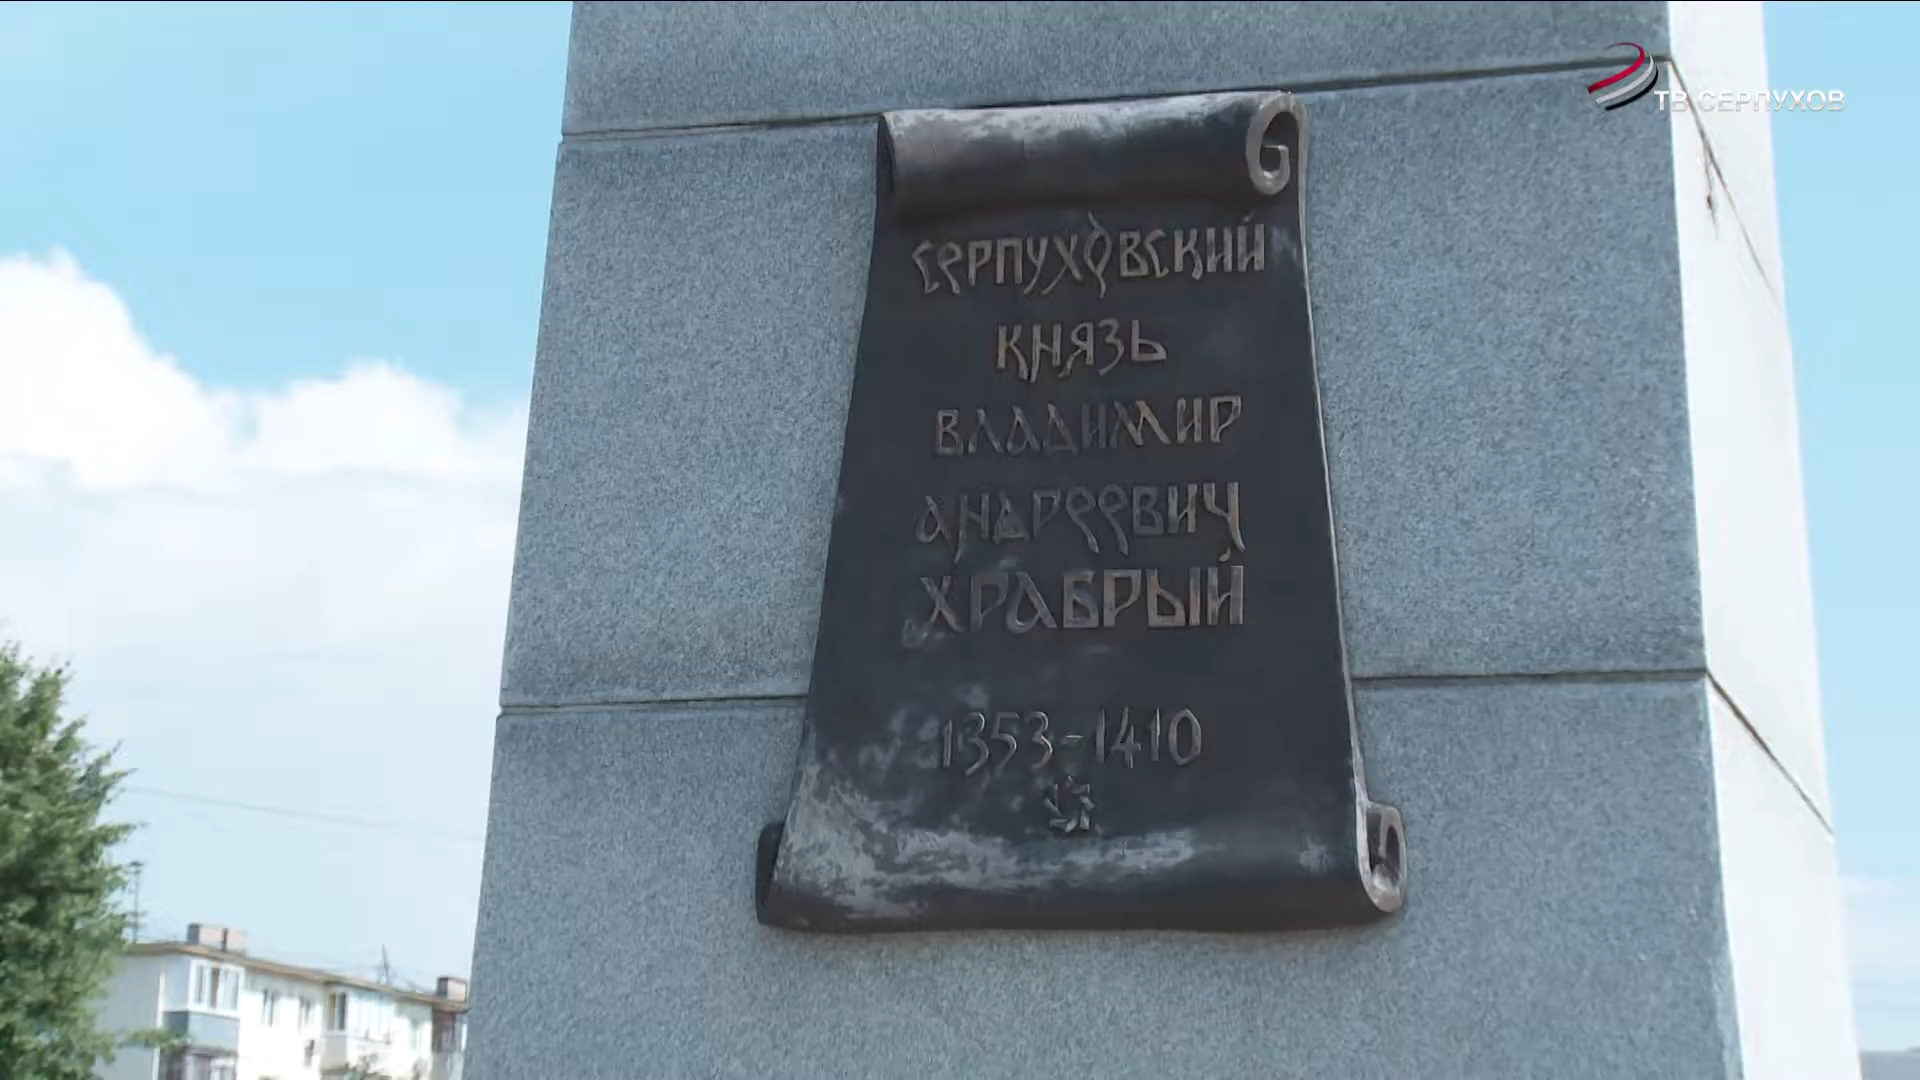 ТВ СЕРПУХОВ
СЕРПУХОВСКИЙ
КНЯЗЬ
ВЛАДИМИР
АНДРЕЕВИЧ
ХРАБРЫЙ
1353-1410